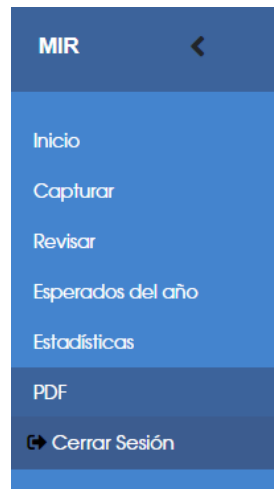 MIR
Inicio
Capturar
Revisar
Esperados del año
Estadísticas
PDF
Cerrar Sesión